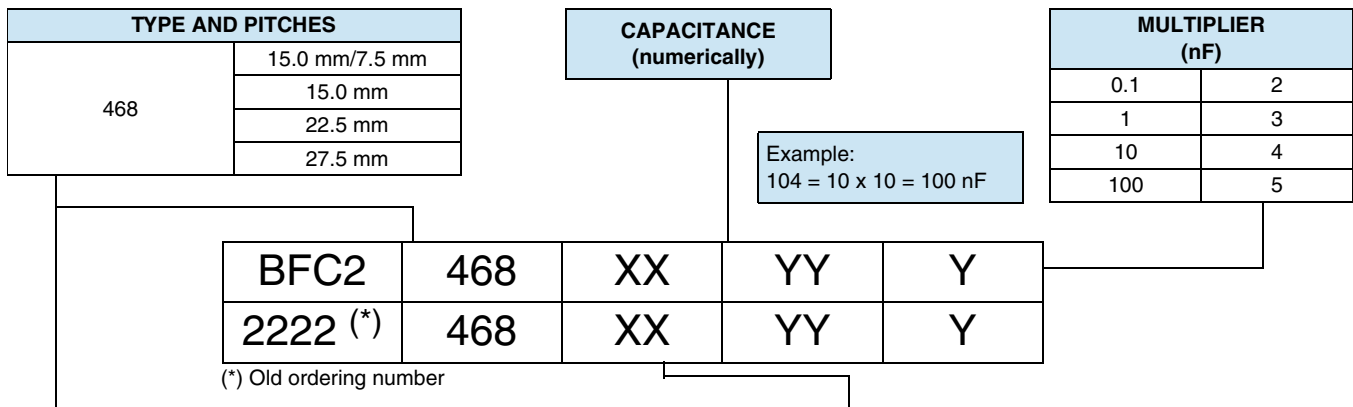 TYPE AND PITCHES
468
15.0 mm/7.5 mm
15.0 mm
22.5 mm
27.5 mm
CAPACITANCE
(numerically)
MULTIPLIER
(nF)
0.1 2
1 3
10 4
100 5
Example:
104 = 10 x 10 = 100 nF
BFC2 468 XX YY Y
2222 (*) 468 XX YY Y
(*) Old ordering number